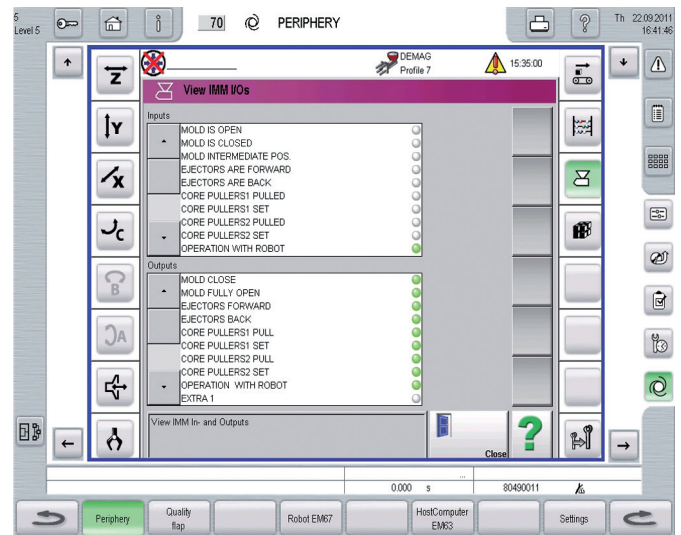 5
Level 5
70
PERIPHERY
Th 22.09.2011
16:41:46
DEMAG
Profile 7
15:35:00
View IMM I/Os
Z
Y
X
C
B
A
Inputs
MOLD IS OPEN
MOLD IS CLOSED
MOLD INTERMEDIATE POS.
EJECTORS ARE FORWARD
EJECTORS ARE BACK
CORE PULLERS1 PULLED
CORE PULLERS1 SET
CORE PULLERS2 PULLED
CORE PULLERS2 SET
OPERATION WITH ROBOT
Outputs
MOLD CLOSE
MOLD FULLY OPEN
EJECTORS FORWARD
EJECTORS BACK
CORE PULLERS1 PULL
CORE PULLERS1 SET
CORE PULLERS2 PULL
CORE PULLERS2 SET
OPERATION WITH ROBOT
EXTRA 1
View IMM In- and Outputs
Close
?
...
0.000 s
80490011
Periphery
Quality
flap
Robot EM67
HostComputer
EM63
Settings